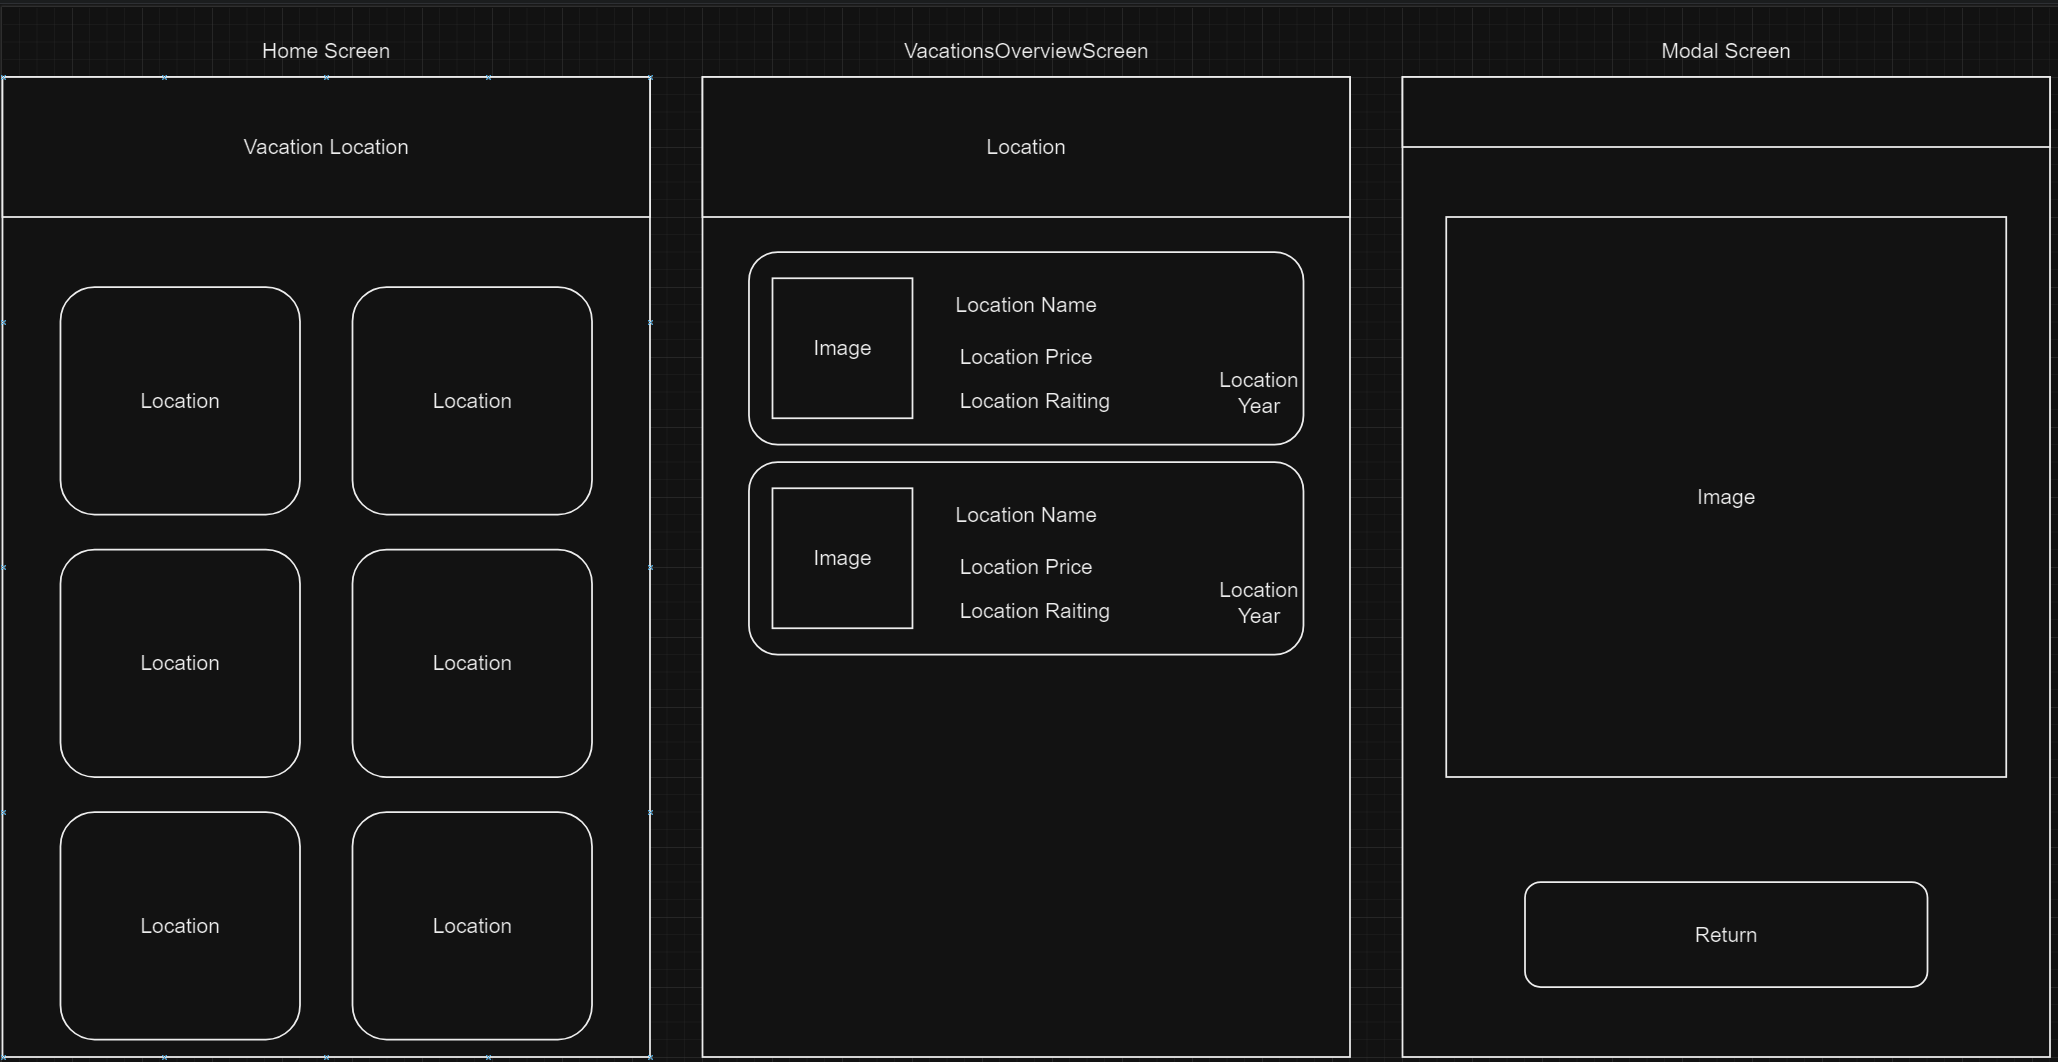 Home Screen
Vacation Location
Location
Location
Location
Location
Location
Location
VacationsOverviewScreen
Location
Image
Location Name
Location Price
Location Raiting
Location
Year
Image
Location Name
Location Price
Location Raiting
Location
Year
Modal Screen
Image
Return